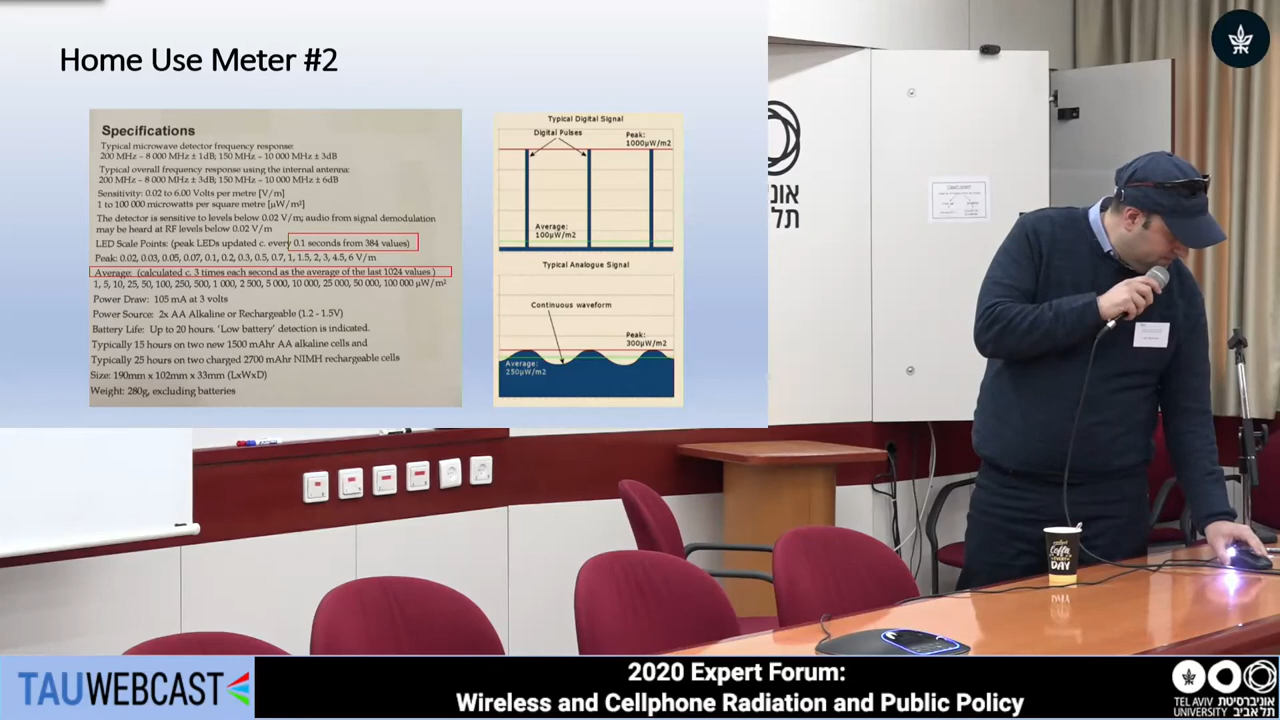 Home Use Meter #2
Specifications
Typical microwave detector frequency response:
200 MHz – 8 000 MHz ± 1dB; 150 MHz – 10 000 MHz ± 3dB
Typical overall frequency response using the internal antenna:
200 MHz – 8 000 MHz ± 3dB; 150 MHz – 10 000 MHz ± 6dB
Sensitivity: 0.02 to 6.00 Volts per metre [V/m]
1 to 100 000 microwatts per square metre [µW/m²]
The detector is sensitive to levels below 0.02 V/m; audio from signal demodulation
may be heard at RF levels below 0.02 V/m
LED Scale Points: (peak LEDs updated c. every 0.1 seconds from 384 values)
Peak: 0.02, 0.03, 0.05, 0.07, 0.1, 0.2, 0.3, 0.5, 0.7, 1, 1.5, 2, 3, 4.5, 6 V/m
Average: (calculated c. 3 times each second as the average of the last 1024 values )
1, 5, 10, 25, 50, 100, 250, 500, 1 000, 2 500, 5 000, 10 000, 25 000, 50 000, 100 000 µW/m²
Power Draw: 105 mA at 3 volts
Power Source: 2x AA Alkaline or Rechargeable (1.2 - 1.5V)
Battery Life: Up to 20 hours. 'Low battery' detection is indicated.
Typically 15 hours on two new 1500 mAhr AA alkaline cells and
Typically 25 hours on two charged 2700 mAhr NIMH rechargeable cells
Size: 190mm x 102mm x 33mm (LxWxD)
Weight: 280g, excluding batteries
Typical Digital Signal
Digital Pulses
Peak:
1000µW/m2
Average:
100µW/m2
Typical Analogue Signal
Continuous waveform
Peak:
300µW/m2
Average:
250µW/m2
אוניב
תל
Coffee
EVERY
DAY
TAUWEBCAST
2020 Expert Forum:
Wireless and Cellphone Radiation and Public Policy
TEL AVIV אוניברסיטת
UNIVERSITY תל אביב